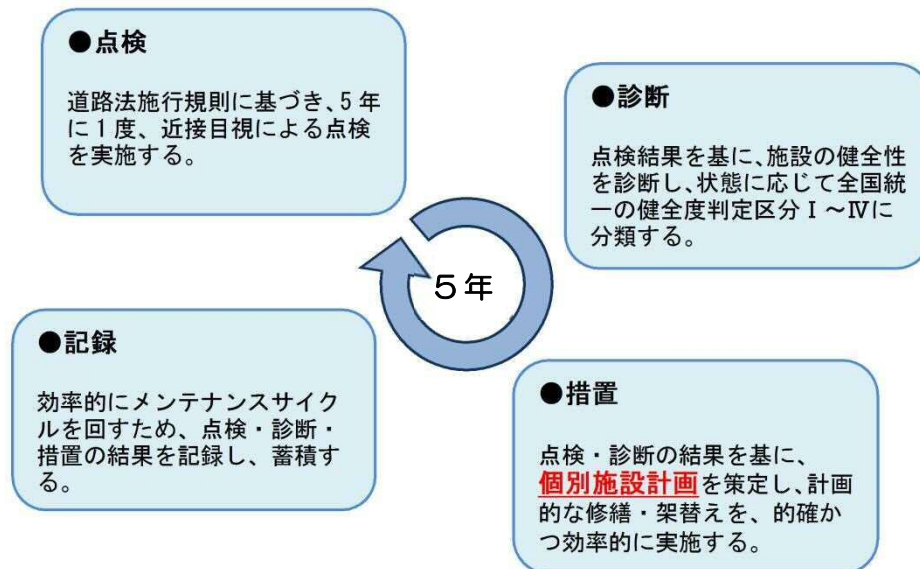 ●点検
道路法施行規則に基づき、5年
に1度、近接目視による点検
を実施する。
●診断
点検結果を基に、施設の健全性
を診断し、状態に応じて全国統
一の健全度判定区分Ⅰ～Ⅳに
分類する。
5年
●措置
点検・診断の結果を基に、
個別施設計画を策定し、計画
的な修繕・架替えを、的確か
つ効率的に実施する。
●記録
効率的にメンテナンスサイク
ルを回すため、点検・診断・
措置の結果を記録し、蓄積す
る。